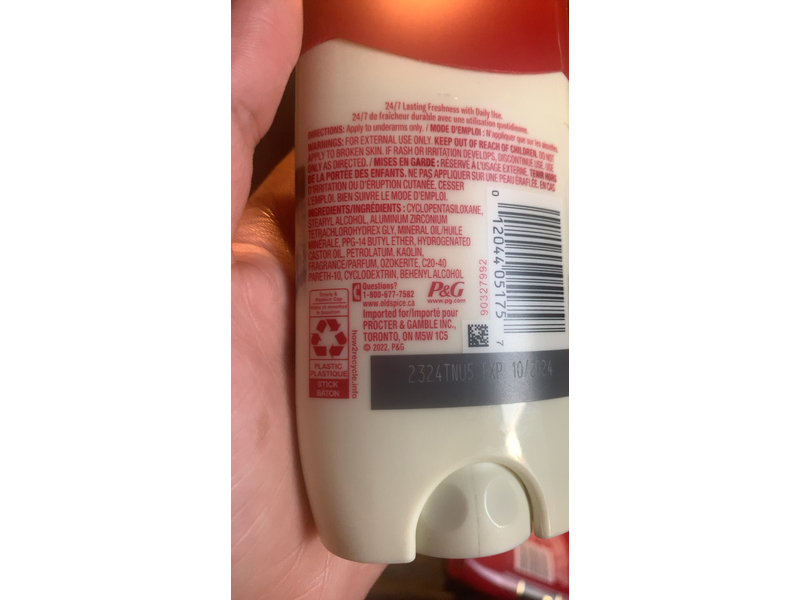 24/7 Lasting Freshness with Daily Use.
24/7 de fraîcheur durable avec une utilisation quotidienne.
DIRECTIONS: Apply to underarms only. / MODE D'EMPLOI : N'appliquer que sur les aisselles.
WARNINGS: FOR EXTERNAL USE ONLY. KEEP OUT OF REACH OF CHILDREN. DO NOT
APPLY TO BROKEN SKIN. IF RASH OR IRRITATION DEVELOPS, DISCONTINUE USE. USE
ONLY AS DIRECTED. / MISES EN GARDE : RÉSERVÉ À L'USAGE EXTERNE. TENIR HORS
DE LA PORTÉE DES ENFANTS. NE PAS APPLIQUER SUR UNE PEAU ÉRAFLÉE. EN CAS
D'IRRITATION OU D'ÉRUPTION CUTANÉE, CESSER
L'EMPLOI. BIEN SUIVRE LE MODE D'EMPLOI.
INGREDIENTS/INGRÉDIENTS : CYCLOPENTASILOXANE,
STEARYL ALCOHOL, ALUMINUM ZIRCONIUM
TETRACHLOROHYDREX GLY, MINERAL OIL/HUILE
MINERALE, PPG-14 BUTYL ETHER, HYDROGENATED
CASTOR OIL, PETROLATUM, KAOLIN,
FRAGRANCE/PARFUM, OZOKERITE, C20-40
PARETH-10, CYCLODEXTRIN, BEHENYL ALCOHOL
Questions?
1-800-677-7582
www.oldspice.ca
P&G
www.pg.com
Imported for/Importé pour
PROCTER & GAMBLE INC.,
TORONTO, ON M5W 1C5
© 2022, P&G
PLASTIC
PLASTIQUE
STICK
BÂTON
how2recycle.info
90327992
0 12044 05175 7
2324TNU5 EXP 10/2024